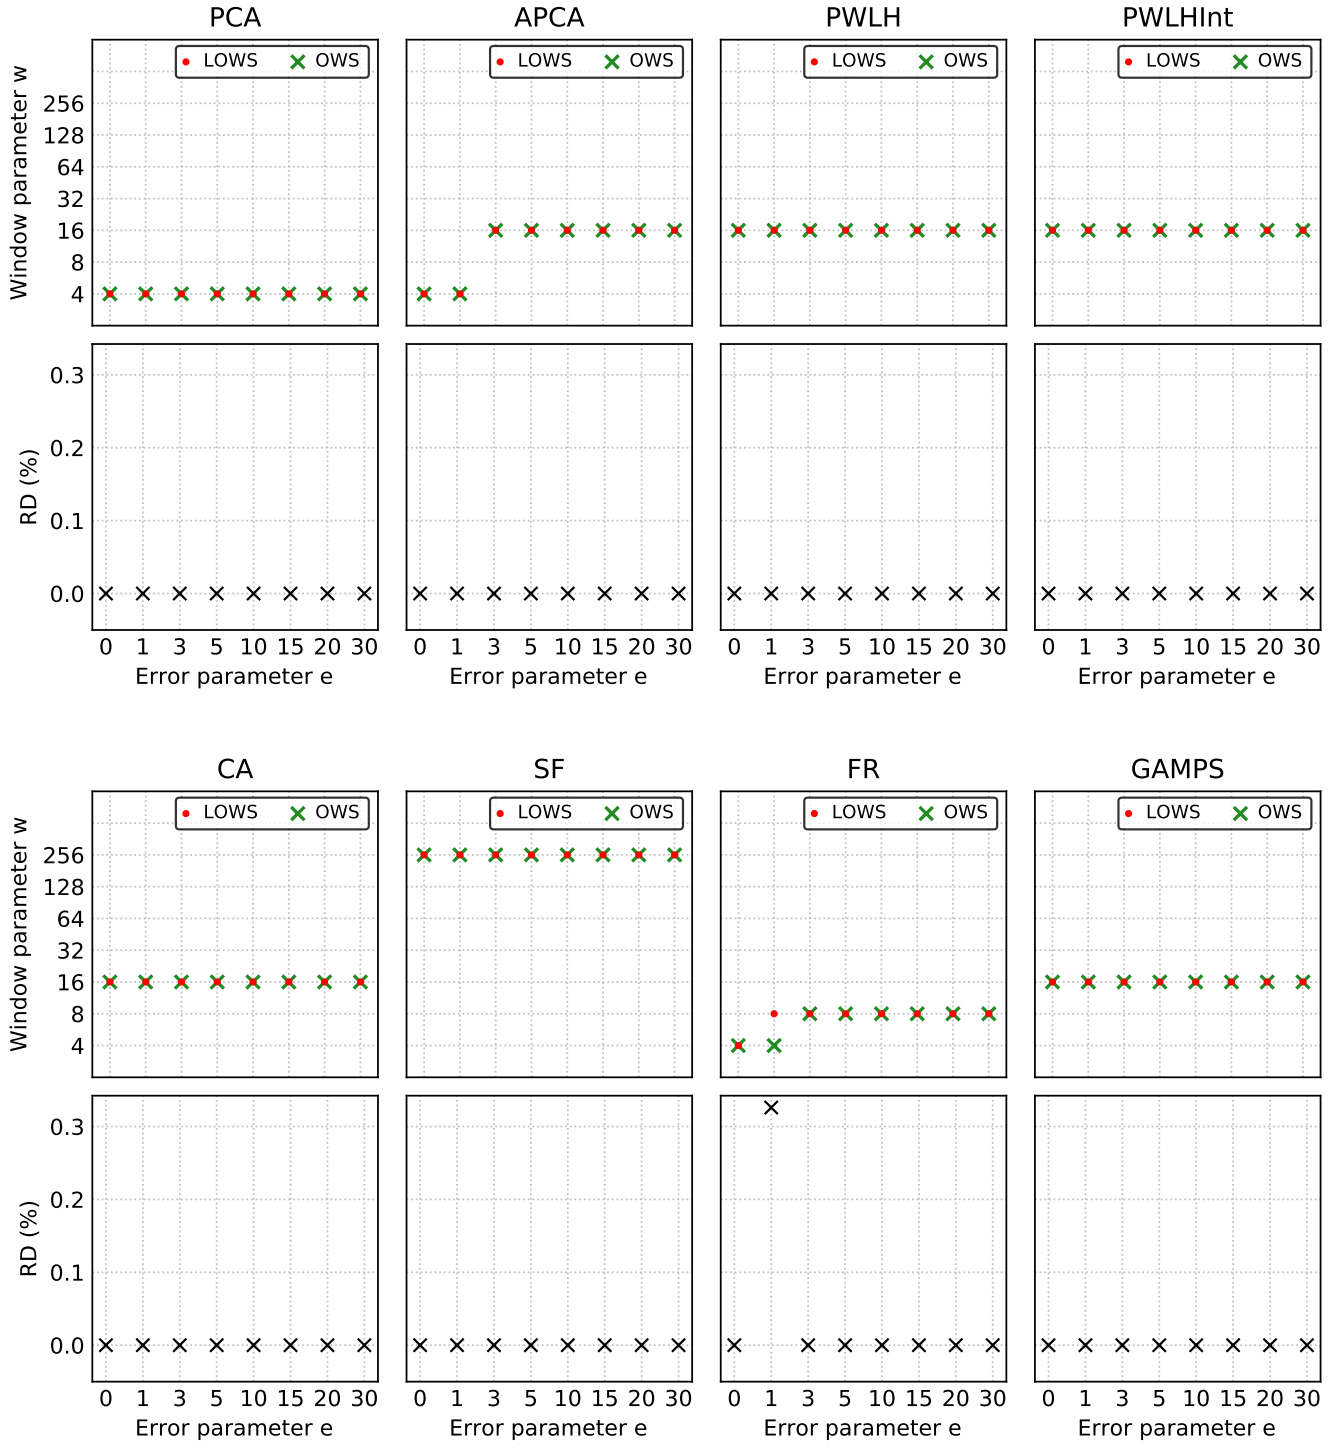 PCA APCA PWLH PWLHInt
LOWS OWS LOWS OWS LOWS OWS LOWS OWS
Window parameter w
256
128
64
32
16
8
4
RD (%)
0.3
0.2
0.1
0.0
0 1 3 5 10 15 20 30 0 1 3 5 10 15 20 30 0 1 3 5 10 15 20 30 0 1 3 5 10 15 20 30
Error parameter e Error parameter e Error parameter e Error parameter e
CA SF FR GAMPS
LOWS OWS LOWS OWS LOWS OWS LOWS OWS
Window parameter w
256
128
64
32
16
8
4
RD (%)
0.3
0.2
0.1
0.0
0 1 3 5 10 15 20 30 0 1 3 5 10 15 20 30 0 1 3 5 10 15 20 30 0 1 3 5 10 15 20 30
Error parameter e Error parameter e Error parameter e Error parameter e